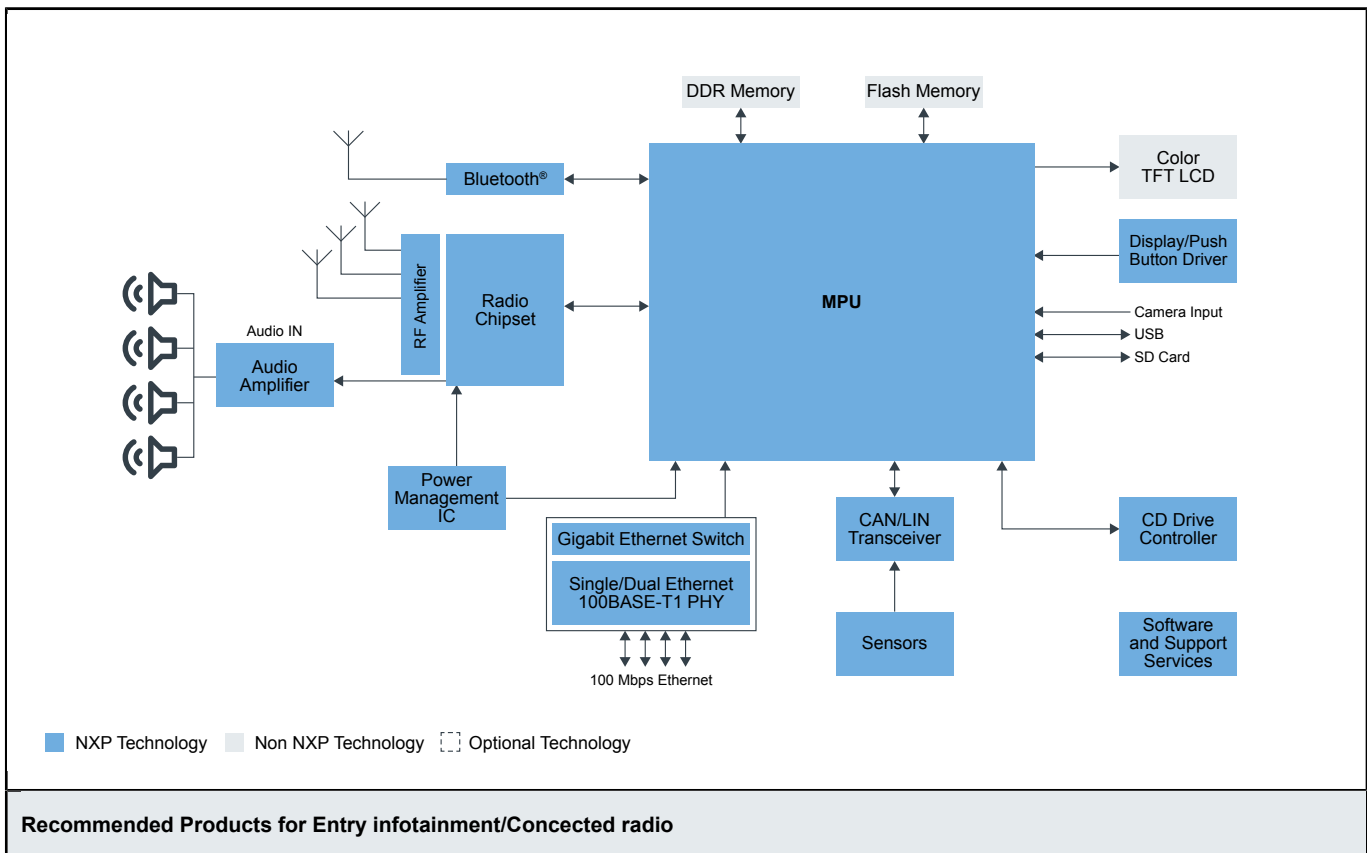 DDR Memory
Flash Memory
Color
TFT LCD
Bluetooth®
Display/Push
Button Driver
RF Amplifier
Radio
Chipset
MPU
Camera Input
USB
SD Card
Audio IN
Audio
Amplifier
Power
Management
IC
Gigabit Ethernet Switch
Single/Dual Ethernet
100BASE-T1 PHY
100 Mbps Ethernet
CAN/LIN
Transceiver
CD Drive
Controller
Sensors
Software
and Support
Services
NXP Technology
Non NXP Technology
Optional Technology
Recommended Products for Entry infotainment/Concected radio